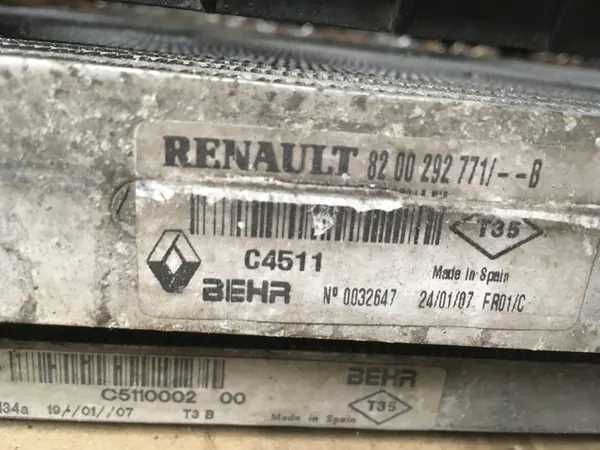 RENAULT 82 00 292 771/--B
T35
C4511
Made in Spain
BEHR Nº 0032647 24/01/07 FR01/C
BEHR
C5110002 00
T35
134a 19/01/07 T3 B Made in Spain